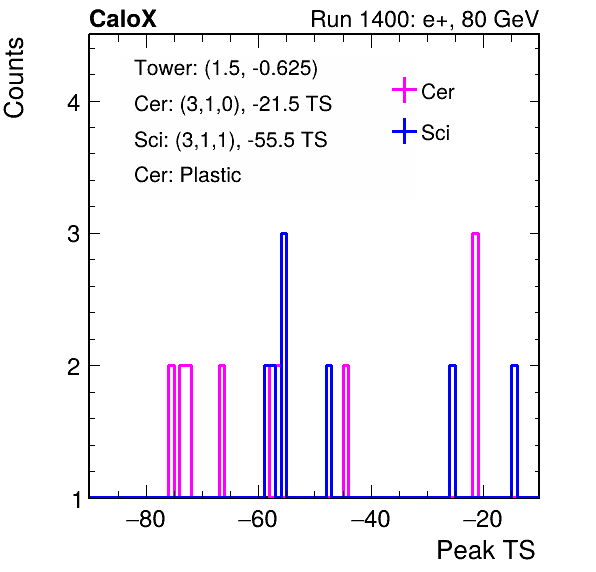 CaloX Run 1400: e+, 80 GeV
Counts
Tower: (1.5, -0.625)
Cer: (3,1,0), -21.5 TS
Sci: (3,1,1), -55.5 TS
Cer: Plastic
Cer
Sci
4
3
2
1
−80 −60 −40 −20
Peak TS